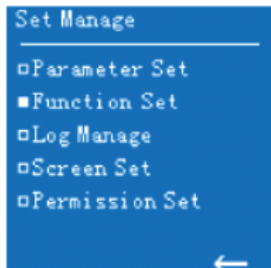 Set Manage
Parameter Set
Function Set
Log Manage
Screen Set
Permission Set